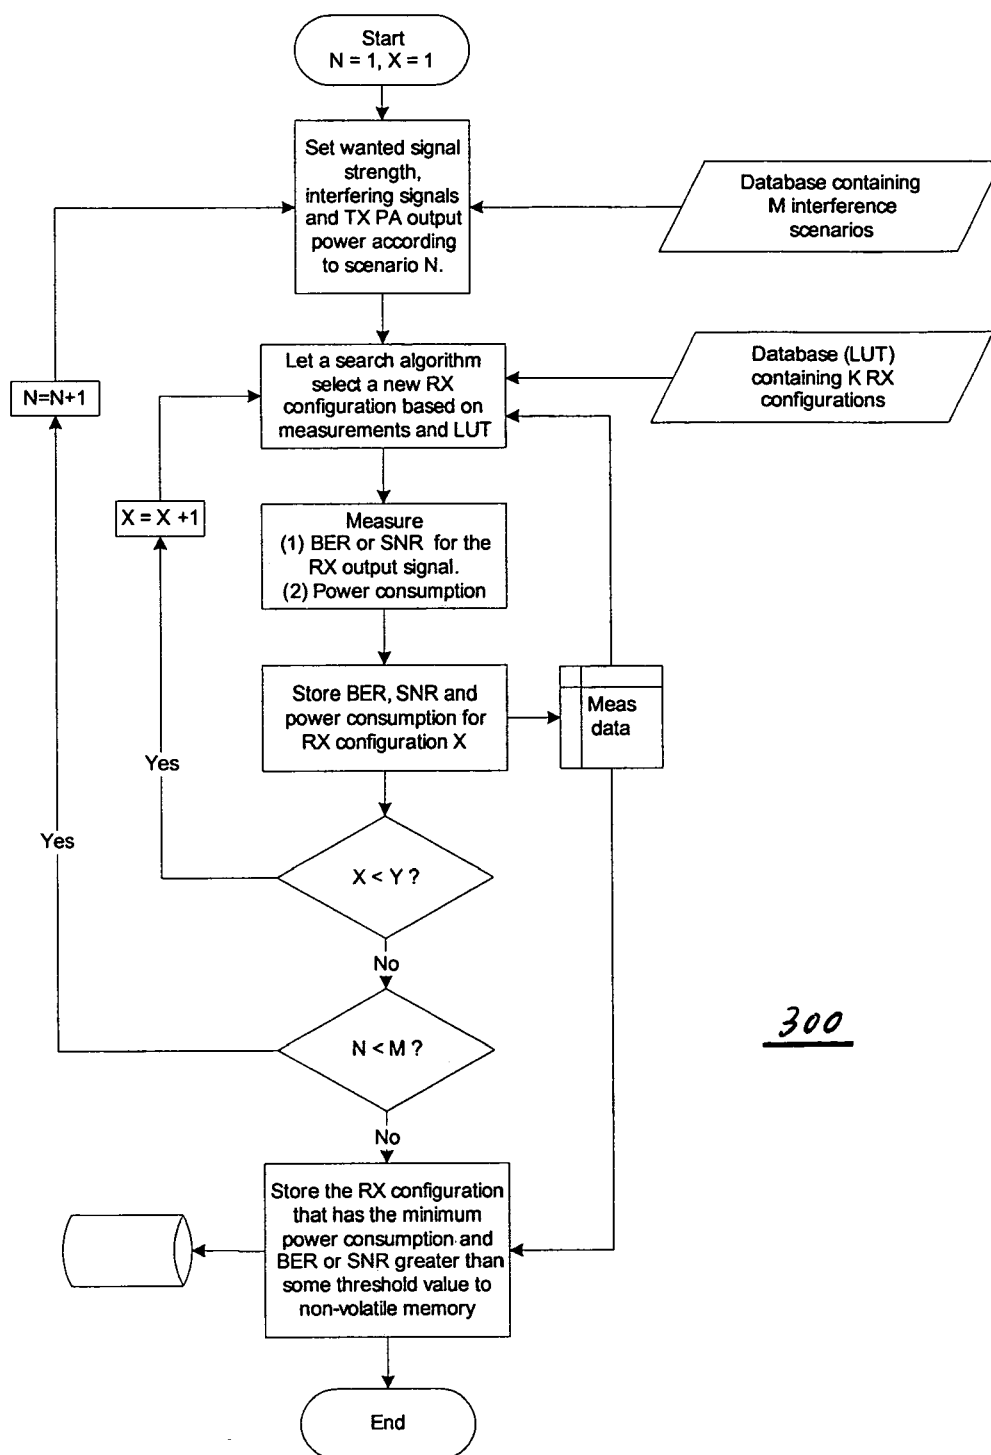 Start
N = 1, X = 1
Set wanted signal
strength,
interfering signals
and TX PA output
power according
to scenario N.
Database containing
M interference
scenarios
Let a search algorithm
select a new RX
configuration based on
measurements and LUT
Database (LUT)
containing K RX
configurations
N=N+1
X = X +1
Measure
(1) BER or SNR for the
RX output signal.
(2) Power consumption
Store BER, SNR and
power consumption for
RX configuration X
Meas
data
Yes
Yes
X < Y ?
No
N < M ?
300
No
Store the RX configuration
that has the minimum
power consumption and
BER or SNR greater than
some threshold value to
non-volatile memory
End